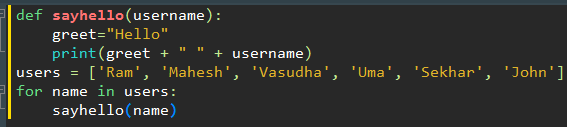 def sayhello(username):
    greet="Hello"
    print(greet + " " + username)
users = ['Ram', 'Mahesh', 'Vasudha', 'Uma', 'Sekhar', 'John']
for name in users:
    sayhello(name)